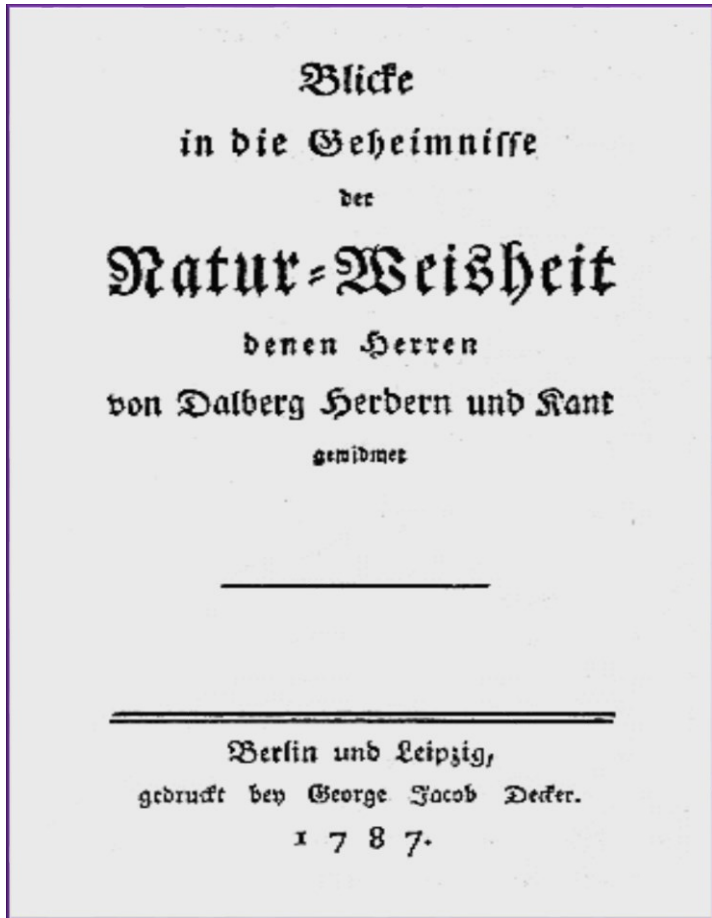 Blicke
in die Geheimniſſe
der
Natur-Weisheit
denen Herren
von Dalberg Herdern und Kant
gewidmet
Berlin und Leipzig,
gedruckt bey George Jacob Decker.
1787.